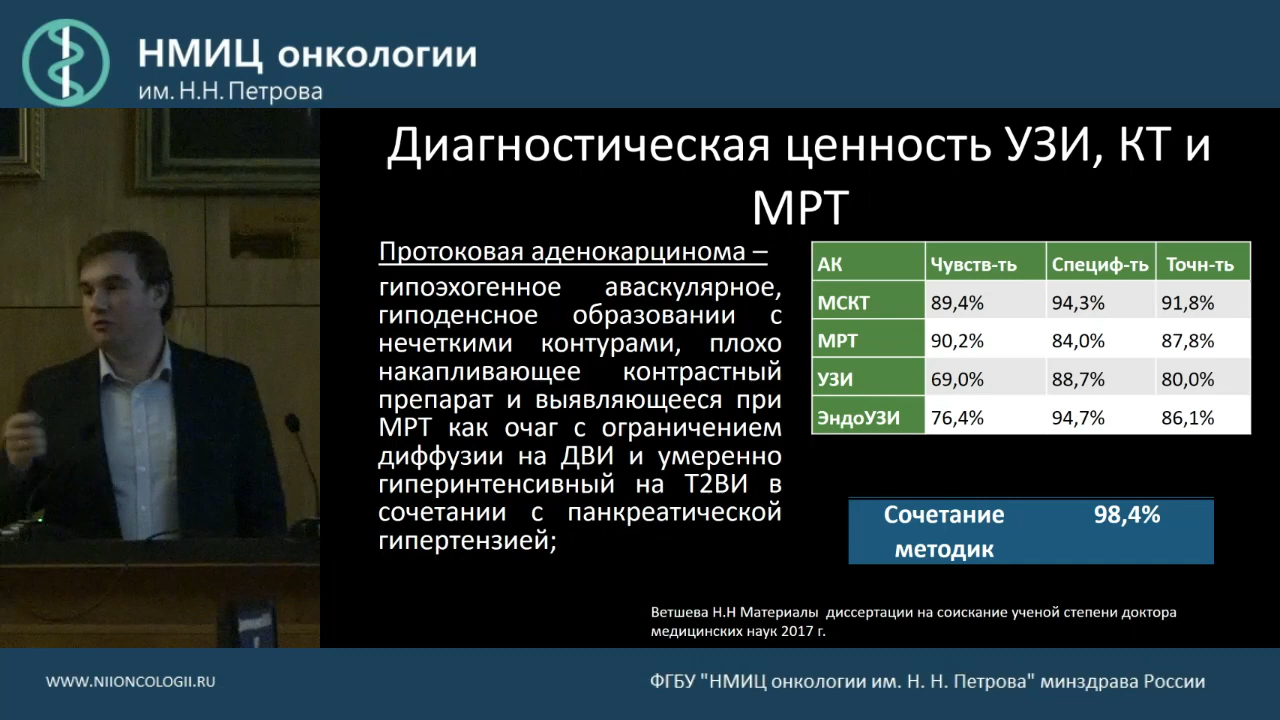 НМИЦ онкологии
им. Н.Н. Петрова
Диагностическая ценность УЗИ, КТ и
МРТ
Протоковая аденокарцинома –
гипоэхогенное аваскулярное,
гиподенсное образовании с
нечеткими контурами, плохо
накапливающее контрастный
препарат и выявляющееся при
МРТ как очаг с ограничением
диффузии на ДВИ и умеренно
гиперинтенсивный на Т2ВИ в
сочетании с панкреатической
гипертензией;
АК Чувств-ть Специф-ть Точн-ть
МСКТ 89,4% 94,3% 91,8%
МРТ 90,2% 84,0% 87,8%
УЗИ 69,0% 88,7% 80,0%
ЭндоУЗИ 76,4% 94,7% 86,1%
Сочетание 98,4%
методик
Ветшева Н.Н Материалы диссертации на соискание ученой степени доктора
медицинских наук 2017 г.
WWW.NIIONCOLOGII.RU
ФГБУ "НМИЦ онкологии им. Н. Н. Петрова" минздрава России